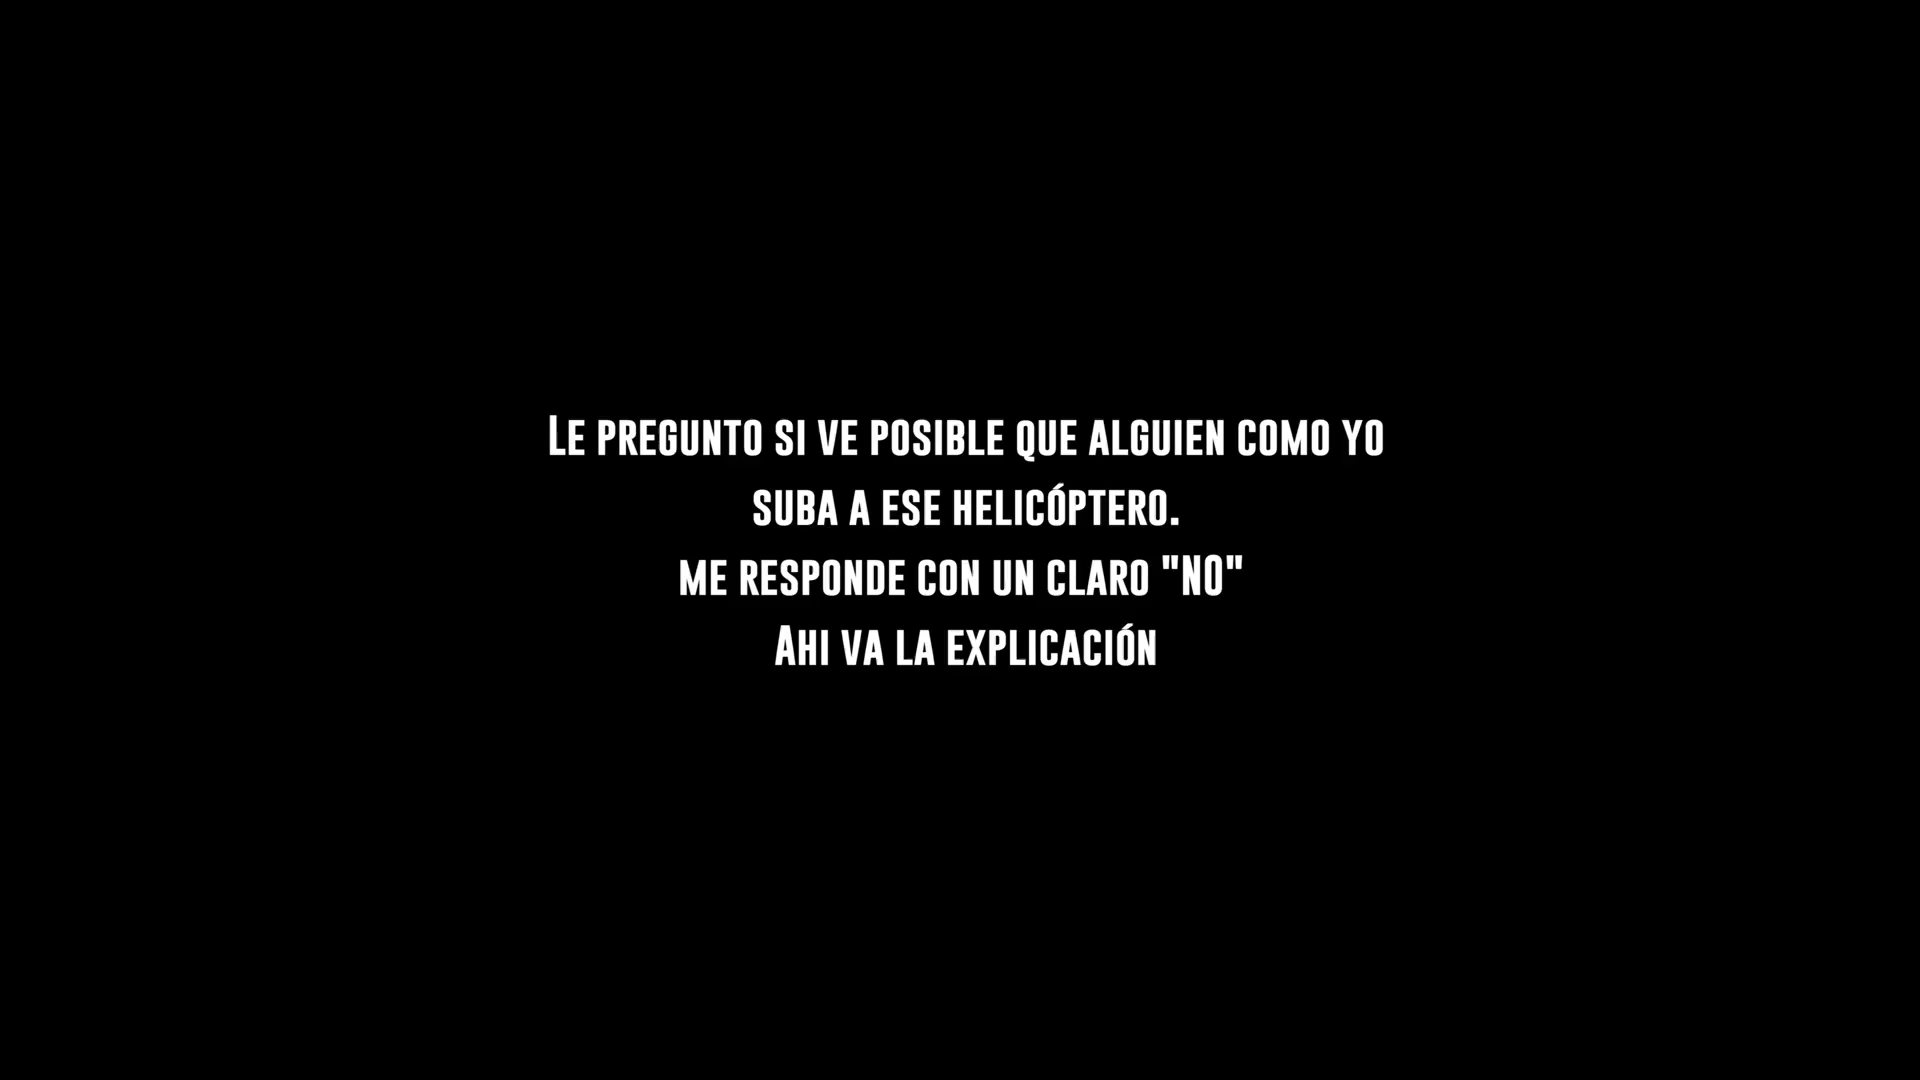 Le pregunto si ve posible que alguien como yo
suba a ese helicóptero.
me responde con un claro "NO"
Ahi va la explicación